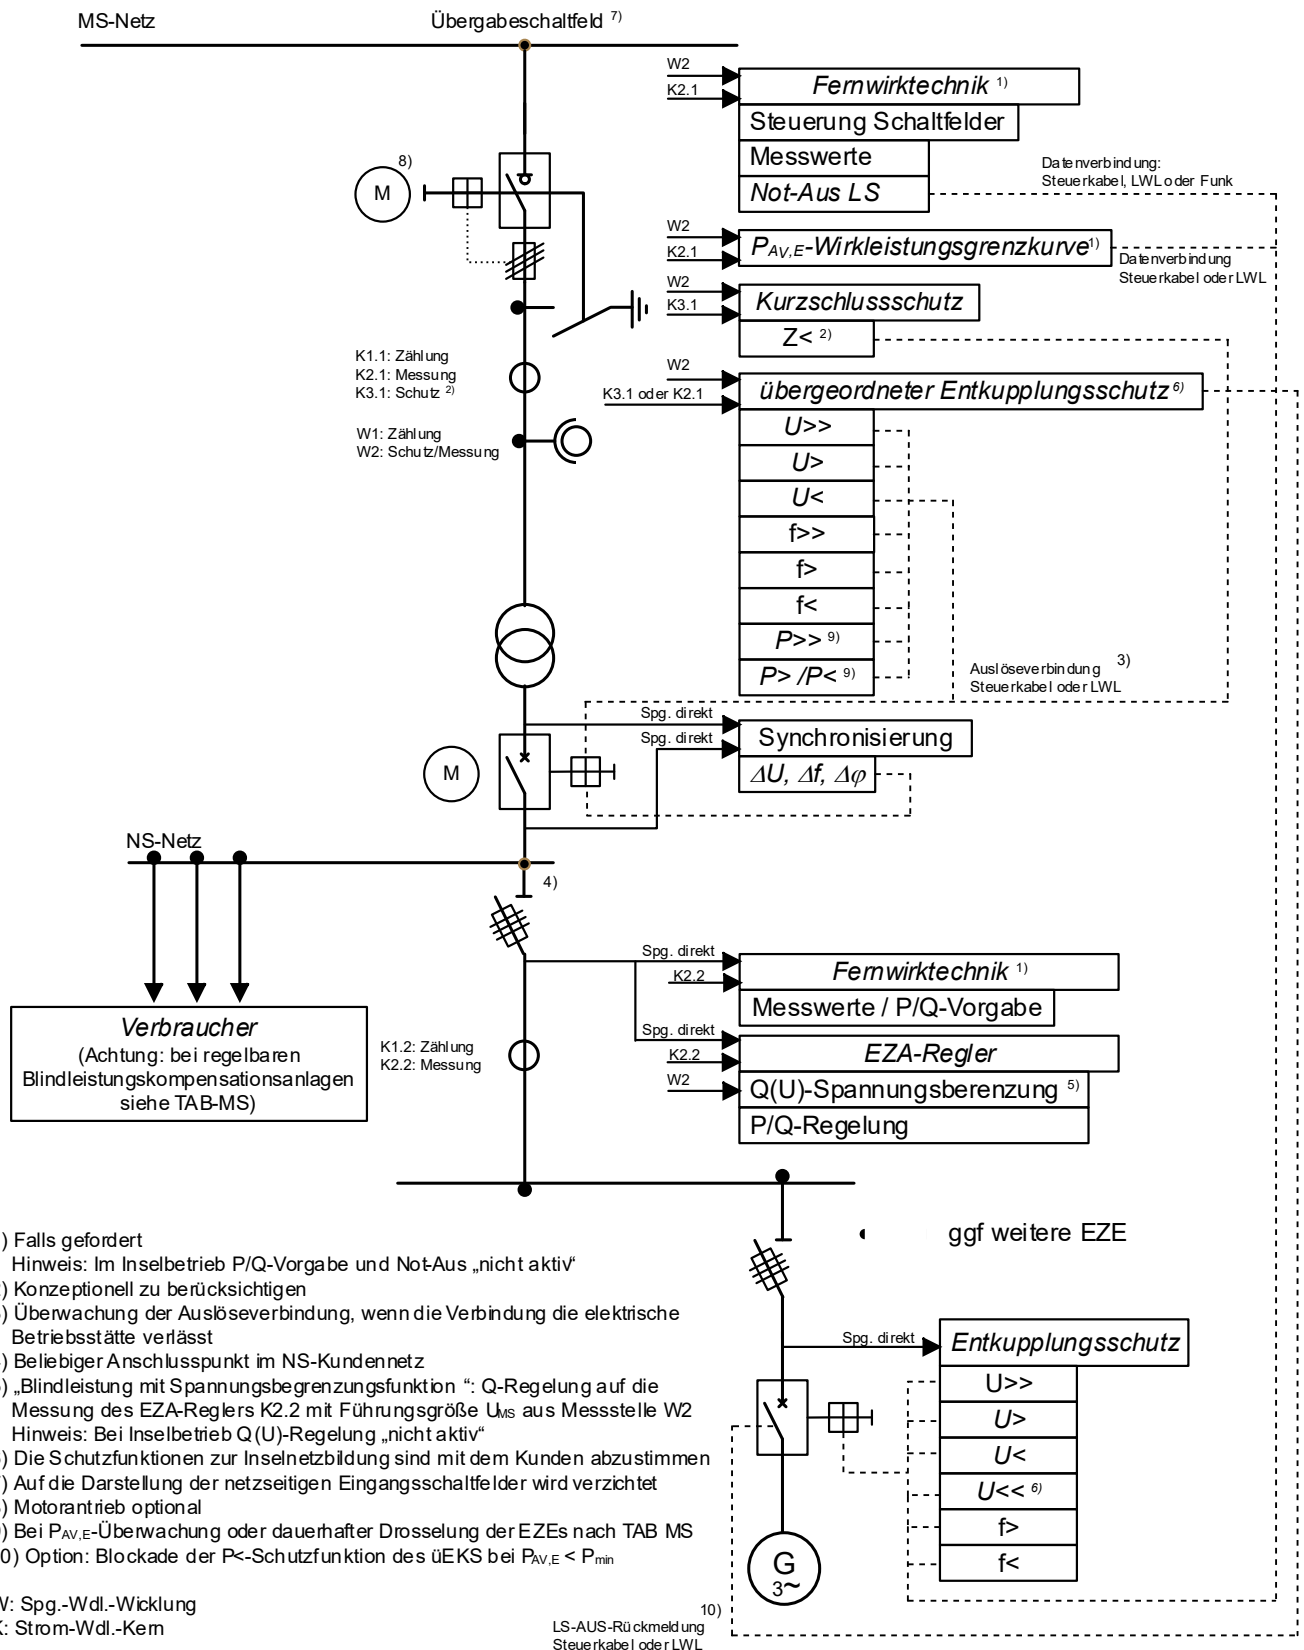 MS-Netz
Übergabeschaltfeld 7)
W2
K2.1
Fernwirktechnik 1)
Steuerung Schaltfelder
Messwerte
Not-Aus LS
Datenverbindung:
Steuerkabel, LWL oder Funk
8)
M
W2
K2.1
PAV,E-Wirkleistungsgrenzkurve1)
Datenverbindung
Steuerkabel oder LWL
W2
K3.1
Kurzschlussschutz
Z< 2)
K1.1: Zählung
K2.1: Messung
K3.1: Schutz 2)
W2
K3.1 oder K2.1
übergeordneter Entkupplungsschutz6)
W1: Zählung
W2: Schutz/Messung
U>>
U>
U<
f>>
f>
f<
P>> 9)
P> /P< 9)
Auslöseverbindung 3)
Steuerkabel oder LWL
Spg. direkt
Spg. direkt
Synchronisierung
ΔU, Δf, Δφ
M
NS-Netz
4)
Spg. direkt
K2.2
Fernwirktechnik 1)
Messwerte / P/Q-Vorgabe
Verbraucher
(Achtung: bei regelbaren
Blindleistungskompensationsanlagen
siehe TAB-MS)
K1.2: Zählung
K2.2: Messung
Spg. direkt
K2.2
W2
EZA-Regler
Q(U)-Spannungsberenzung 5)
P/Q-Regelung
ggf weitere EZE
) Falls gefordert
Hinweis: Im Inselbetrieb P/Q-Vorgabe und Not-Aus „nicht aktiv“
) Konzeptionell zu berücksichtigen
) Überwachung der Auslöseverbindung, wenn die Verbindung die elektrische
Betriebsstätte verlässt
) Beliebiger Anschlusspunkt im NS-Kundennetz
) „Blindleistung mit Spannungsbegrenzungsfunktion “: Q-Regelung auf die
Messung des EZA-Reglers K2.2 mit Führungsgröße UMS aus Messstelle W2
Hinweis: Bei Inselbetrieb Q(U)-Regelung „nicht aktiv“
) Die Schutzfunktionen zur Inselnetzbildung sind mit dem Kunden abzustimmen
) Auf die Darstellung der netzseitigen Eingangsschaltfelder wird verzichtet
) Motorantrieb optional
) Bei PAV,E-Überwachung oder dauerhafter Drosselung der EZEs nach TAB MS
0) Option: Blockade der P<-Schutzfunktion des üEKS bei PAV,E < Pmin
: Spg.-Wdl.-Wicklung
: Strom-Wdl.-Kern
Spg. direkt
Entkupplungsschutz
U>>
U>
U<
U<< 6)
f>
f<
G
3~
10)
LS-AUS-Rückmeldung
Steuerkabel oder LWL